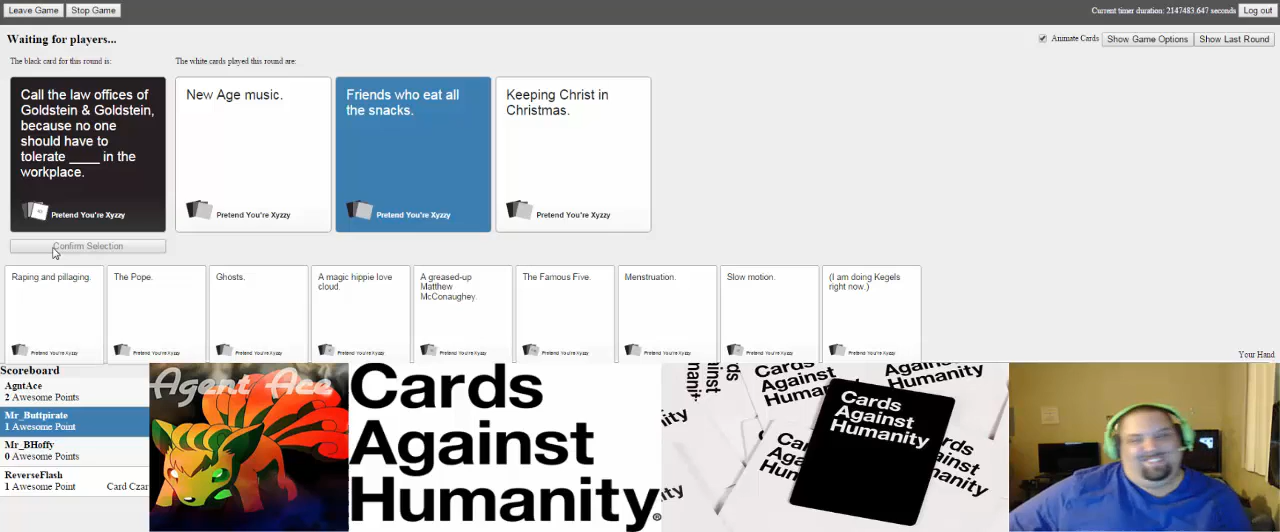 Leave Game Stop Game
Current timer duration: 2147483.647 seconds Log out
Waiting for players...
Animate Cards Show Game Options Show Last Round
The black card for this round is:
The white cards played this round are:
Call the law offices of
Goldstein & Goldstein,
because no one
should have to
tolerate ____ in the
workplace.
Pretend You're Xyzzy
New Age music.
Pretend You're Xyzzy
Friends who eat all
the snacks.
Pretend You're Xyzzy
Keeping Christ in
Christmas.
Pretend You're Xyzzy
Confirm Selection
Raping and pillaging.
Pretend You're Xyzzy
The Pope.
Pretend You're Xyzzy
Ghosts.
Pretend You're Xyzzy
A magic hippie love
cloud.
Pretend You're Xyzzy
A greased-up
Matthew
McConaughey.
Pretend You're Xyzzy
The Famous Five.
Pretend You're Xyzzy
Menstruation.
Pretend You're Xyzzy
Slow motion.
Pretend You're Xyzzy
(I am doing Kegels
right now.)
Pretend You're Xyzzy
Your Hand
Scoreboard
AgntAce
2 Awesome Points
Mr_Buttpirate
1 Awesome Point
Mr_BHoffy
0 Awesome Points
ReverseFlash
1 Awesome Point Card Czar
Agent Ace
Cards
Against
Humanity®
Cards
Against
Humanity
Cards
Against
Humanity